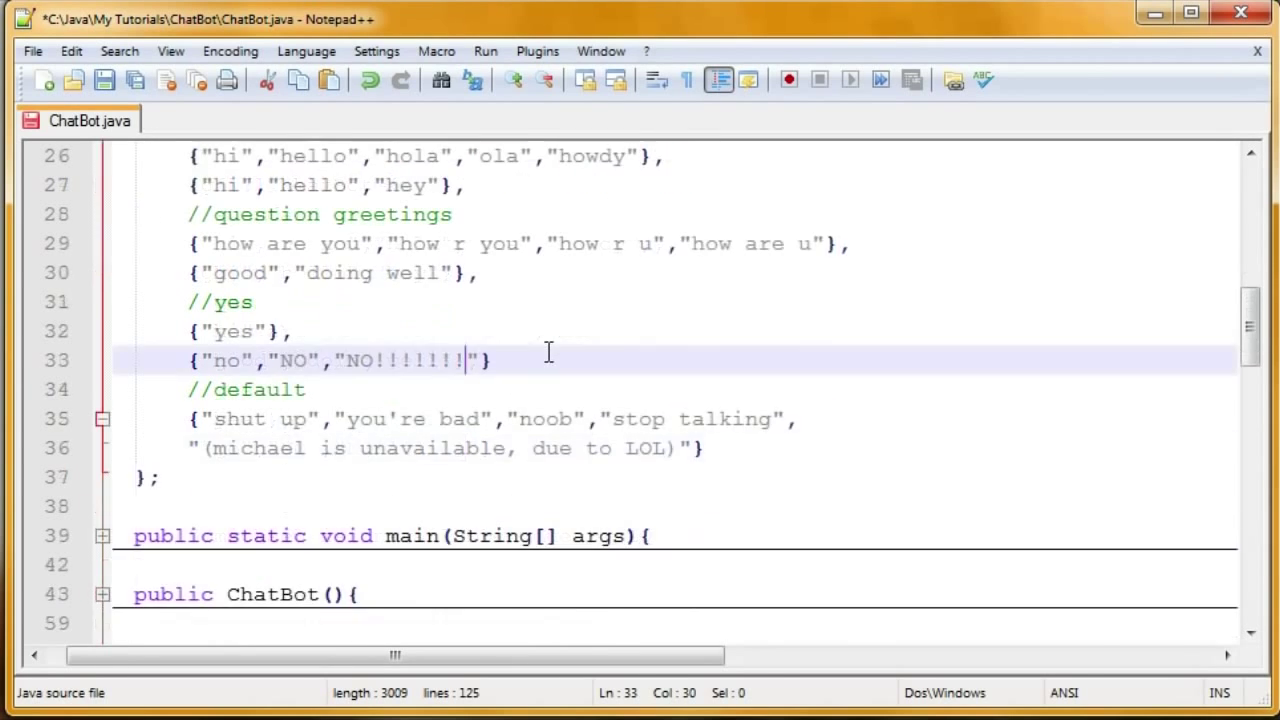 *C:\Java\My Tutorials\ChatBot\ChatBot.java - Notepad++
File Edit Search View Encoding Language Settings Macro Run Plugins Window ? X
ABC
ChatBot.java
26 {"hi","hello","hola","ola","howdy"},
27 {"hi","hello","hey"},
28 //question greetings
29 {"how are you","how r you","how r u","how are u"},
30 {"good","doing well"},
31 //yes
32 {"yes"},
33 {"no","NO","NO!!!!!!!"}
34 //default
35 {"shut up","you're bad","noob","stop talking",
36 "(michael is unavailable, due to LOL)"}
37 };
38
39 public static void main(String[] args){
42
43 public ChatBot(){
59
Java source file length : 3009 lines : 125 Ln : 33 Col : 30 Sel : 0 Dos\Windows ANSI INS